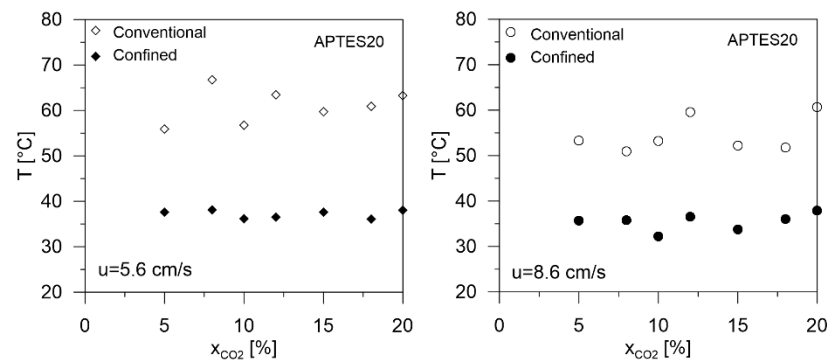 ◇ Conventional
◆ Confined
APTES20
T [°C]
80
70
60
50
40
30
20
u=5.6 cm/s
0 5 10 15 20
xCO2 [%]
○ Conventional
● Confined
APTES20
T [°C]
80
70
60
50
40
30
20
u=8.6 cm/s
0 5 10 15 20
xCO2 [%]